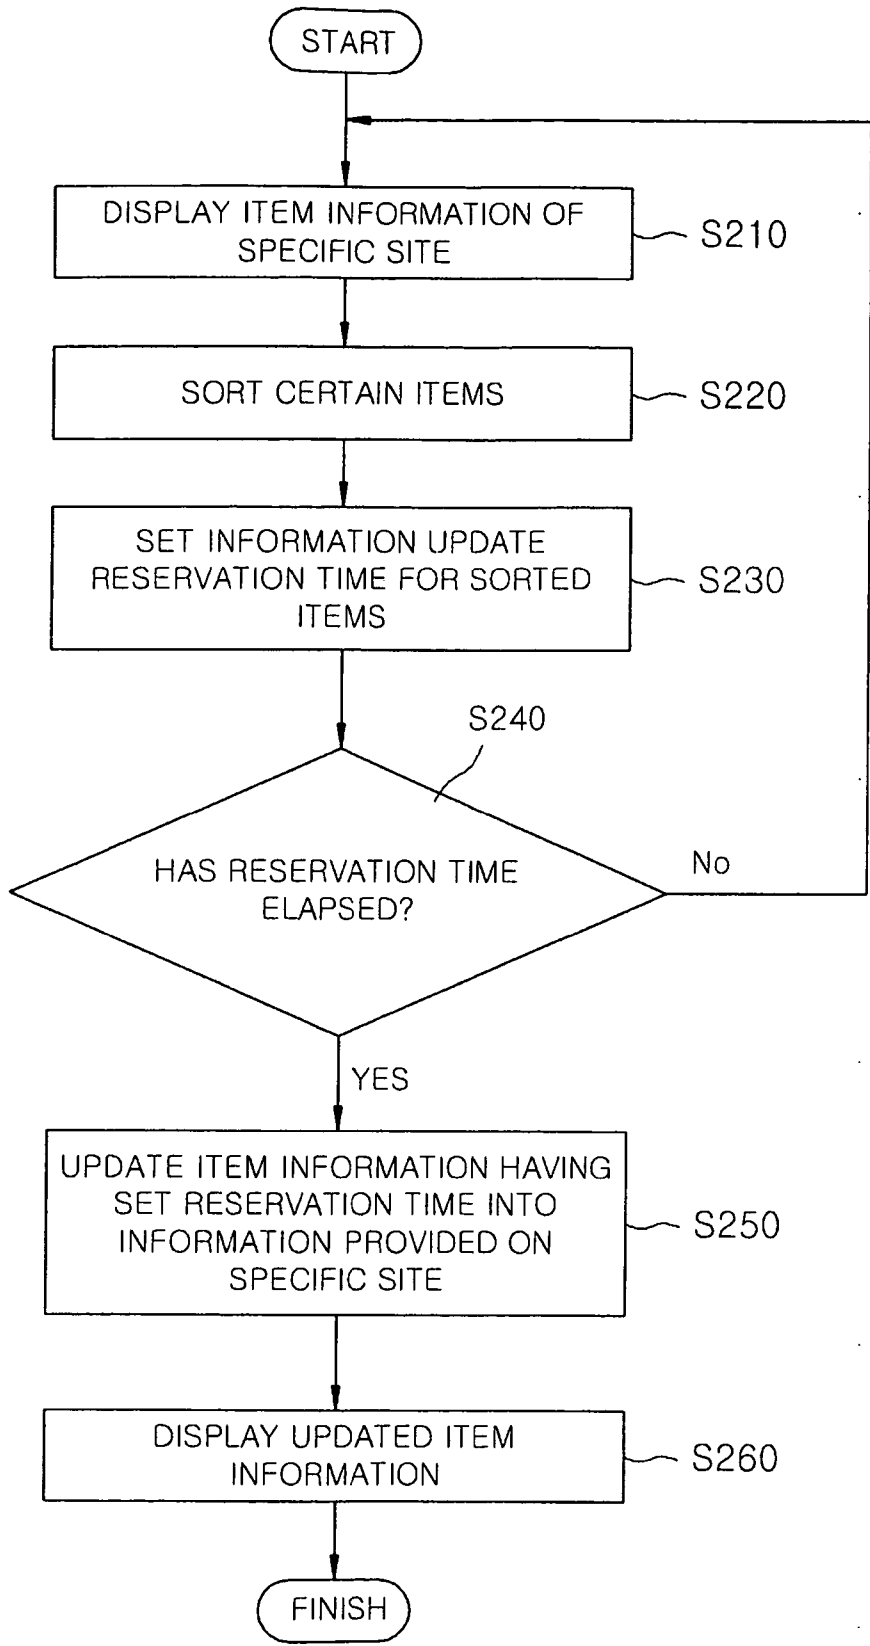 START
DISPLAY ITEM INFORMATION OF
SPECIFIC SITE
S210
SORT CERTAIN ITEMS
S220
SET INFORMATION UPDATE
RESERVATION TIME FOR SORTED
ITEMS
S230
S240
HAS RESERVATION TIME
ELAPSED?
No
YES
UPDATE ITEM INFORMATION HAVING
SET RESERVATION TIME INTO
INFORMATION PROVIDED ON
SPECIFIC SITE
S250
DISPLAY UPDATED ITEM
INFORMATION
S260
FINISH